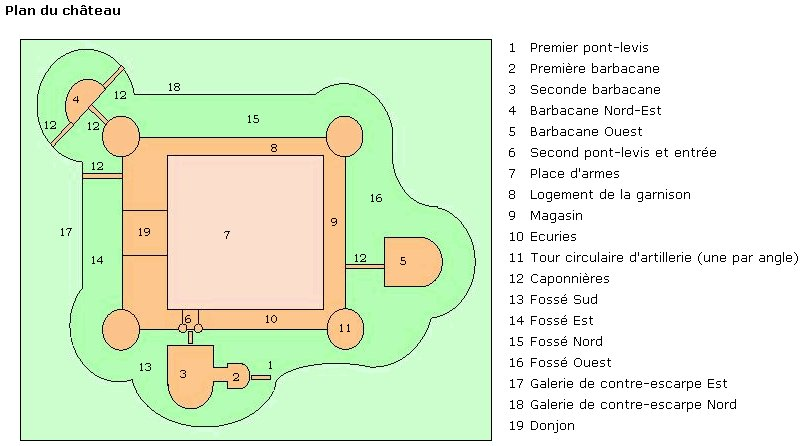 Plan du château
1 Premier pont-levis
2 Première barbacane
3 Seconde barbacane
4 Barbacane Nord-Est
5 Barbacane Ouest
6 Second pont-levis et entrée
7 Place d'armes
8 Logement de la garnison
9 Magasin
10 Ecuries
11 Tour circulaire d'artillerie (une par angle)
12 Caponnières
13 Fossé Sud
14 Fossé Est
15 Fossé Nord
16 Fossé Ouest
17 Galerie de contre-escarpe Est
18 Galerie de contre-escarpe Nord
19 Donjon
18
4
12
12
12
15
8
12
16
17
19
7
9
14
12
5
6
10
11
13
3
2
1